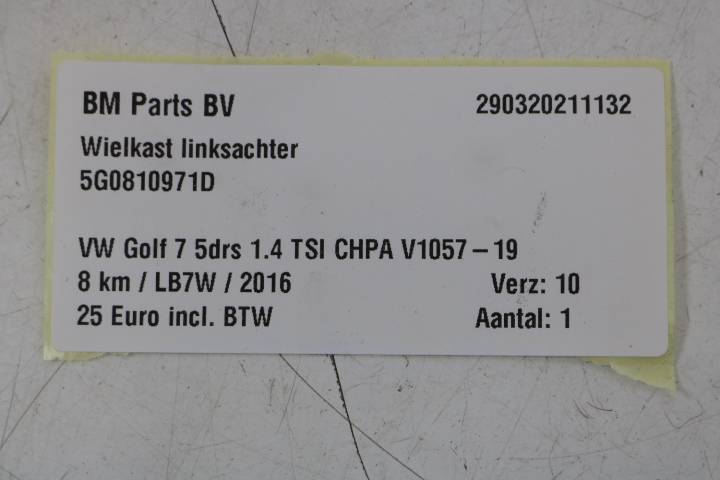 BM Parts BV 290320211132
Wielkast linksachter
5G0810971D
VW Golf 7 5drs 1.4 TSI CHPA V1057 – 19
8 km / LB7W / 2016 Verz: 10
25 Euro incl. BTW Aantal: 1